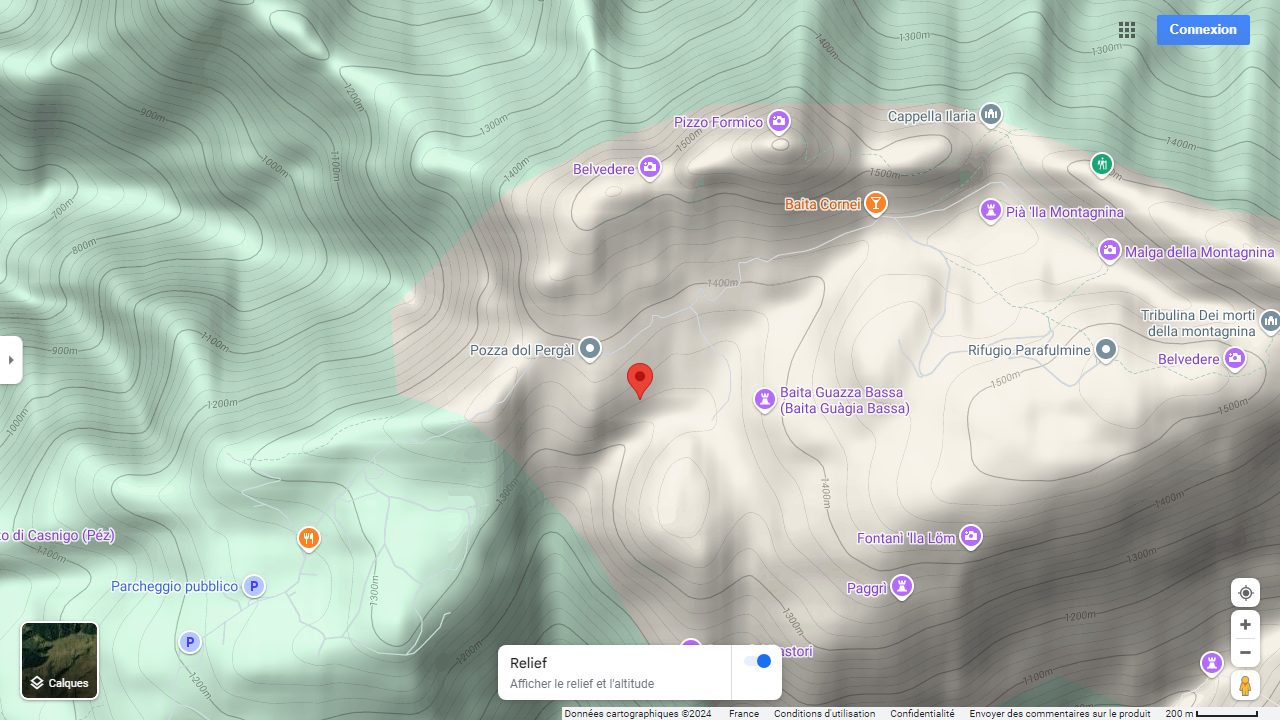 Connexion
1400m
1300m
1300m
1200m
900m
1300m
1100m
1000m
1400m
1500m
1400m
Pizzo Formico
Cappella Ilaria
Belvedere
1500m
Baita Cornei
Pià 'lla Montagnina
700m
800m
Malga della Montagnina
1400m
Tribulina Dei morti
della montagnina
1100m
900m
Pozza dol Pergàl
Rifugio Parafulmine
Belvedere
1500m
1200m
1000m
Baita Guazza Bassa
(Baita Guàgia Bassa)
1500m
1300m
1400m
1400m
to di Casnigo (Péz)
1100m
Fontanì 'lla Löm
1300m
Parcheggio pubblico
P
1300m
Paggrì
1200m
1300m
P
1200m
astori
1100m
1200m
Relief
Afficher le relief et l'altitude
Calques
Données cartographiques ©2024 France Conditions d'utilisation Confidentialité Envoyer des commentaires sur le produit 200 m